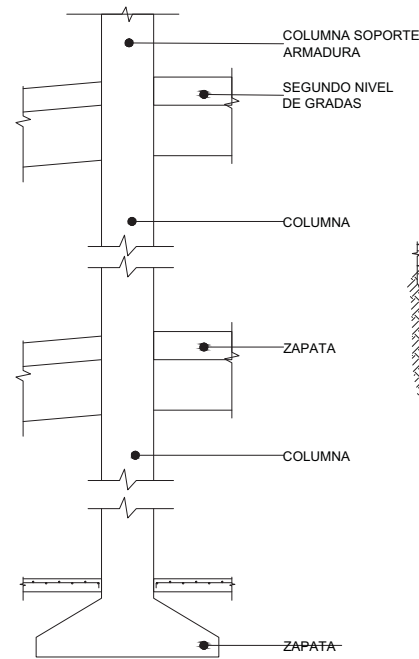 COLUMNA SOPORTE
ARMADURA
SEGUNDO NIVEL
DE GRADAS
COLUMNA
ZAPATA
COLUMNA
ZAPATA